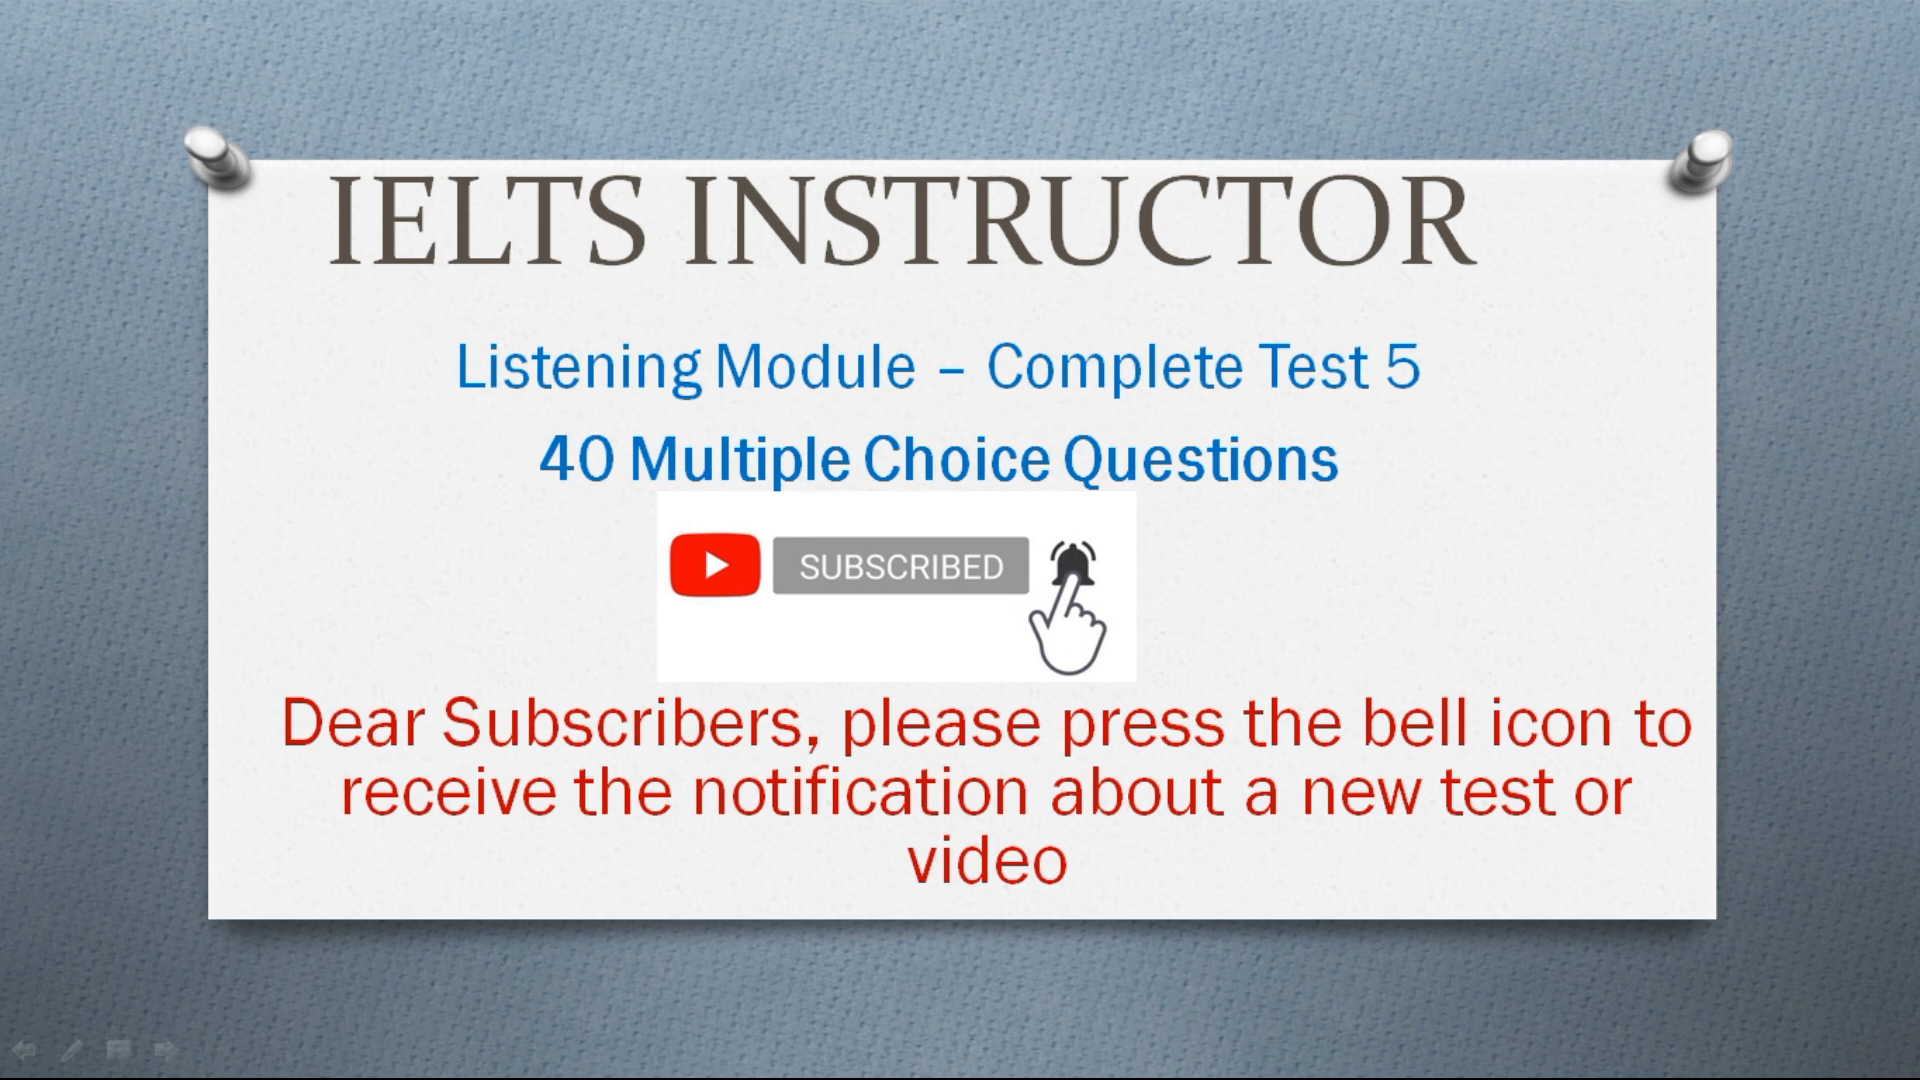 IELTS INSTRUCTOR
Listening Module – Complete Test 5
40 Multiple Choice Questions
SUBSCRIBED
Dear Subscribers, please press the bell icon to
receive the notification about a new test or
video